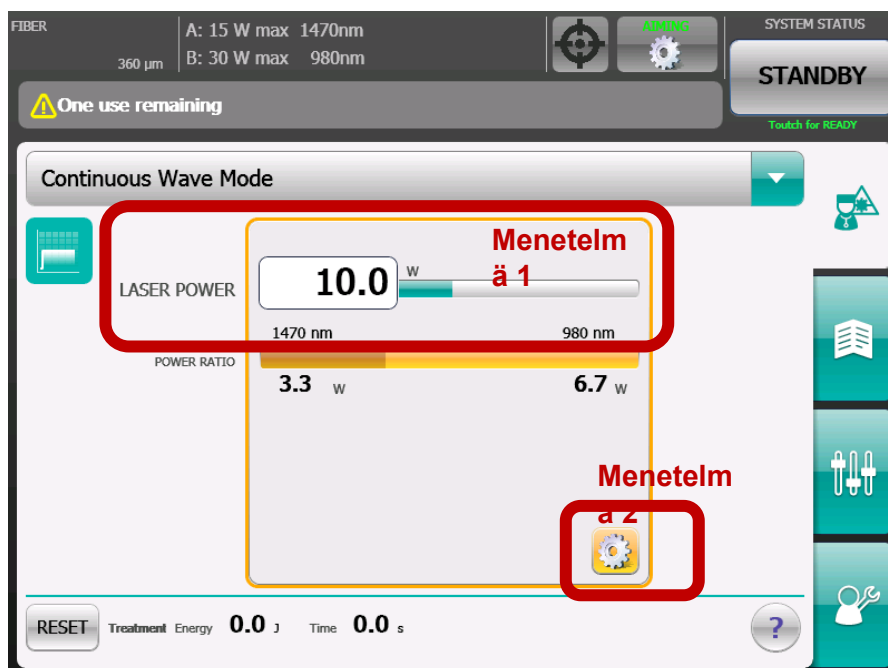 FIBER
360 µm
A: 15 W max 1470nm
B: 30 W max 980nm
AIMING
SYSTEM STATUS
STANDBY
Toutch for READY
One use remaining
Continuous Wave Mode
Menetelm
ä 1
LASER POWER
10.0 W
1470 nm 980 nm
POWER RATIO
3.3 W 6.7 W
Menetelm
ä 2
RESET Treatment Energy 0.0 J Time 0.0 s
?